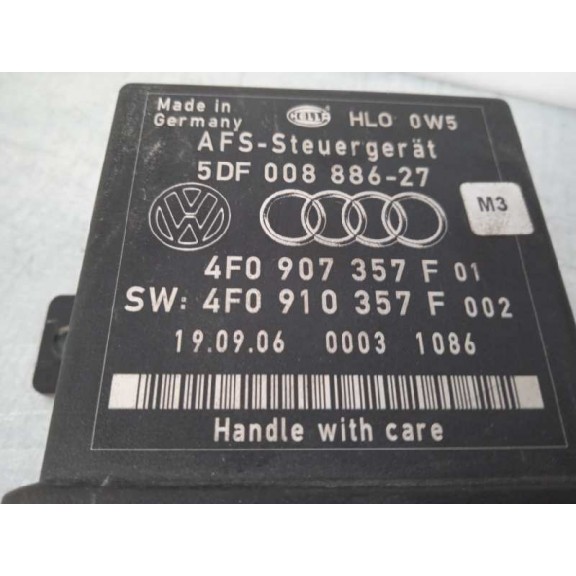 Made in
Germany
HELLA HLO 0W5
AFS-Steuergerät
5DF 008 886-27
M3
4F0 907 357 F 01
SW: 4F0 910 357 F 002
19.09.06 0003 1086
Handle with care